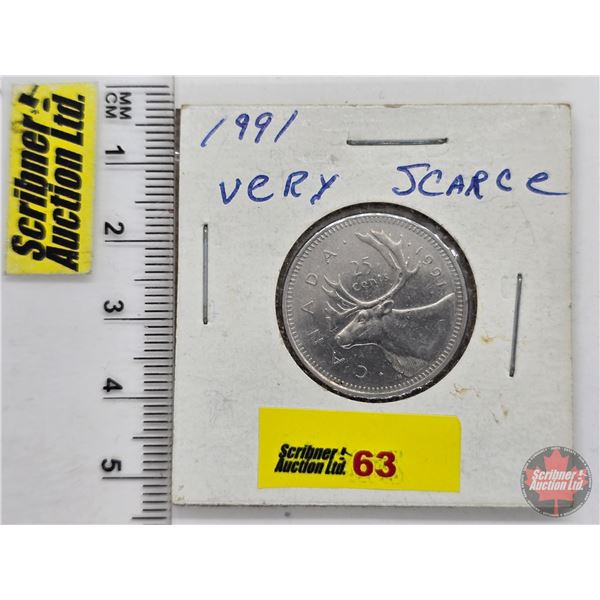 Scribner
Auction Ltd.
MM
CM
1
2
3
4
5
1991
VERY SCARCE
CANADA
25
cents
1991
Scribner
Auction Ltd.
63
Scribner
Auction Ltd.